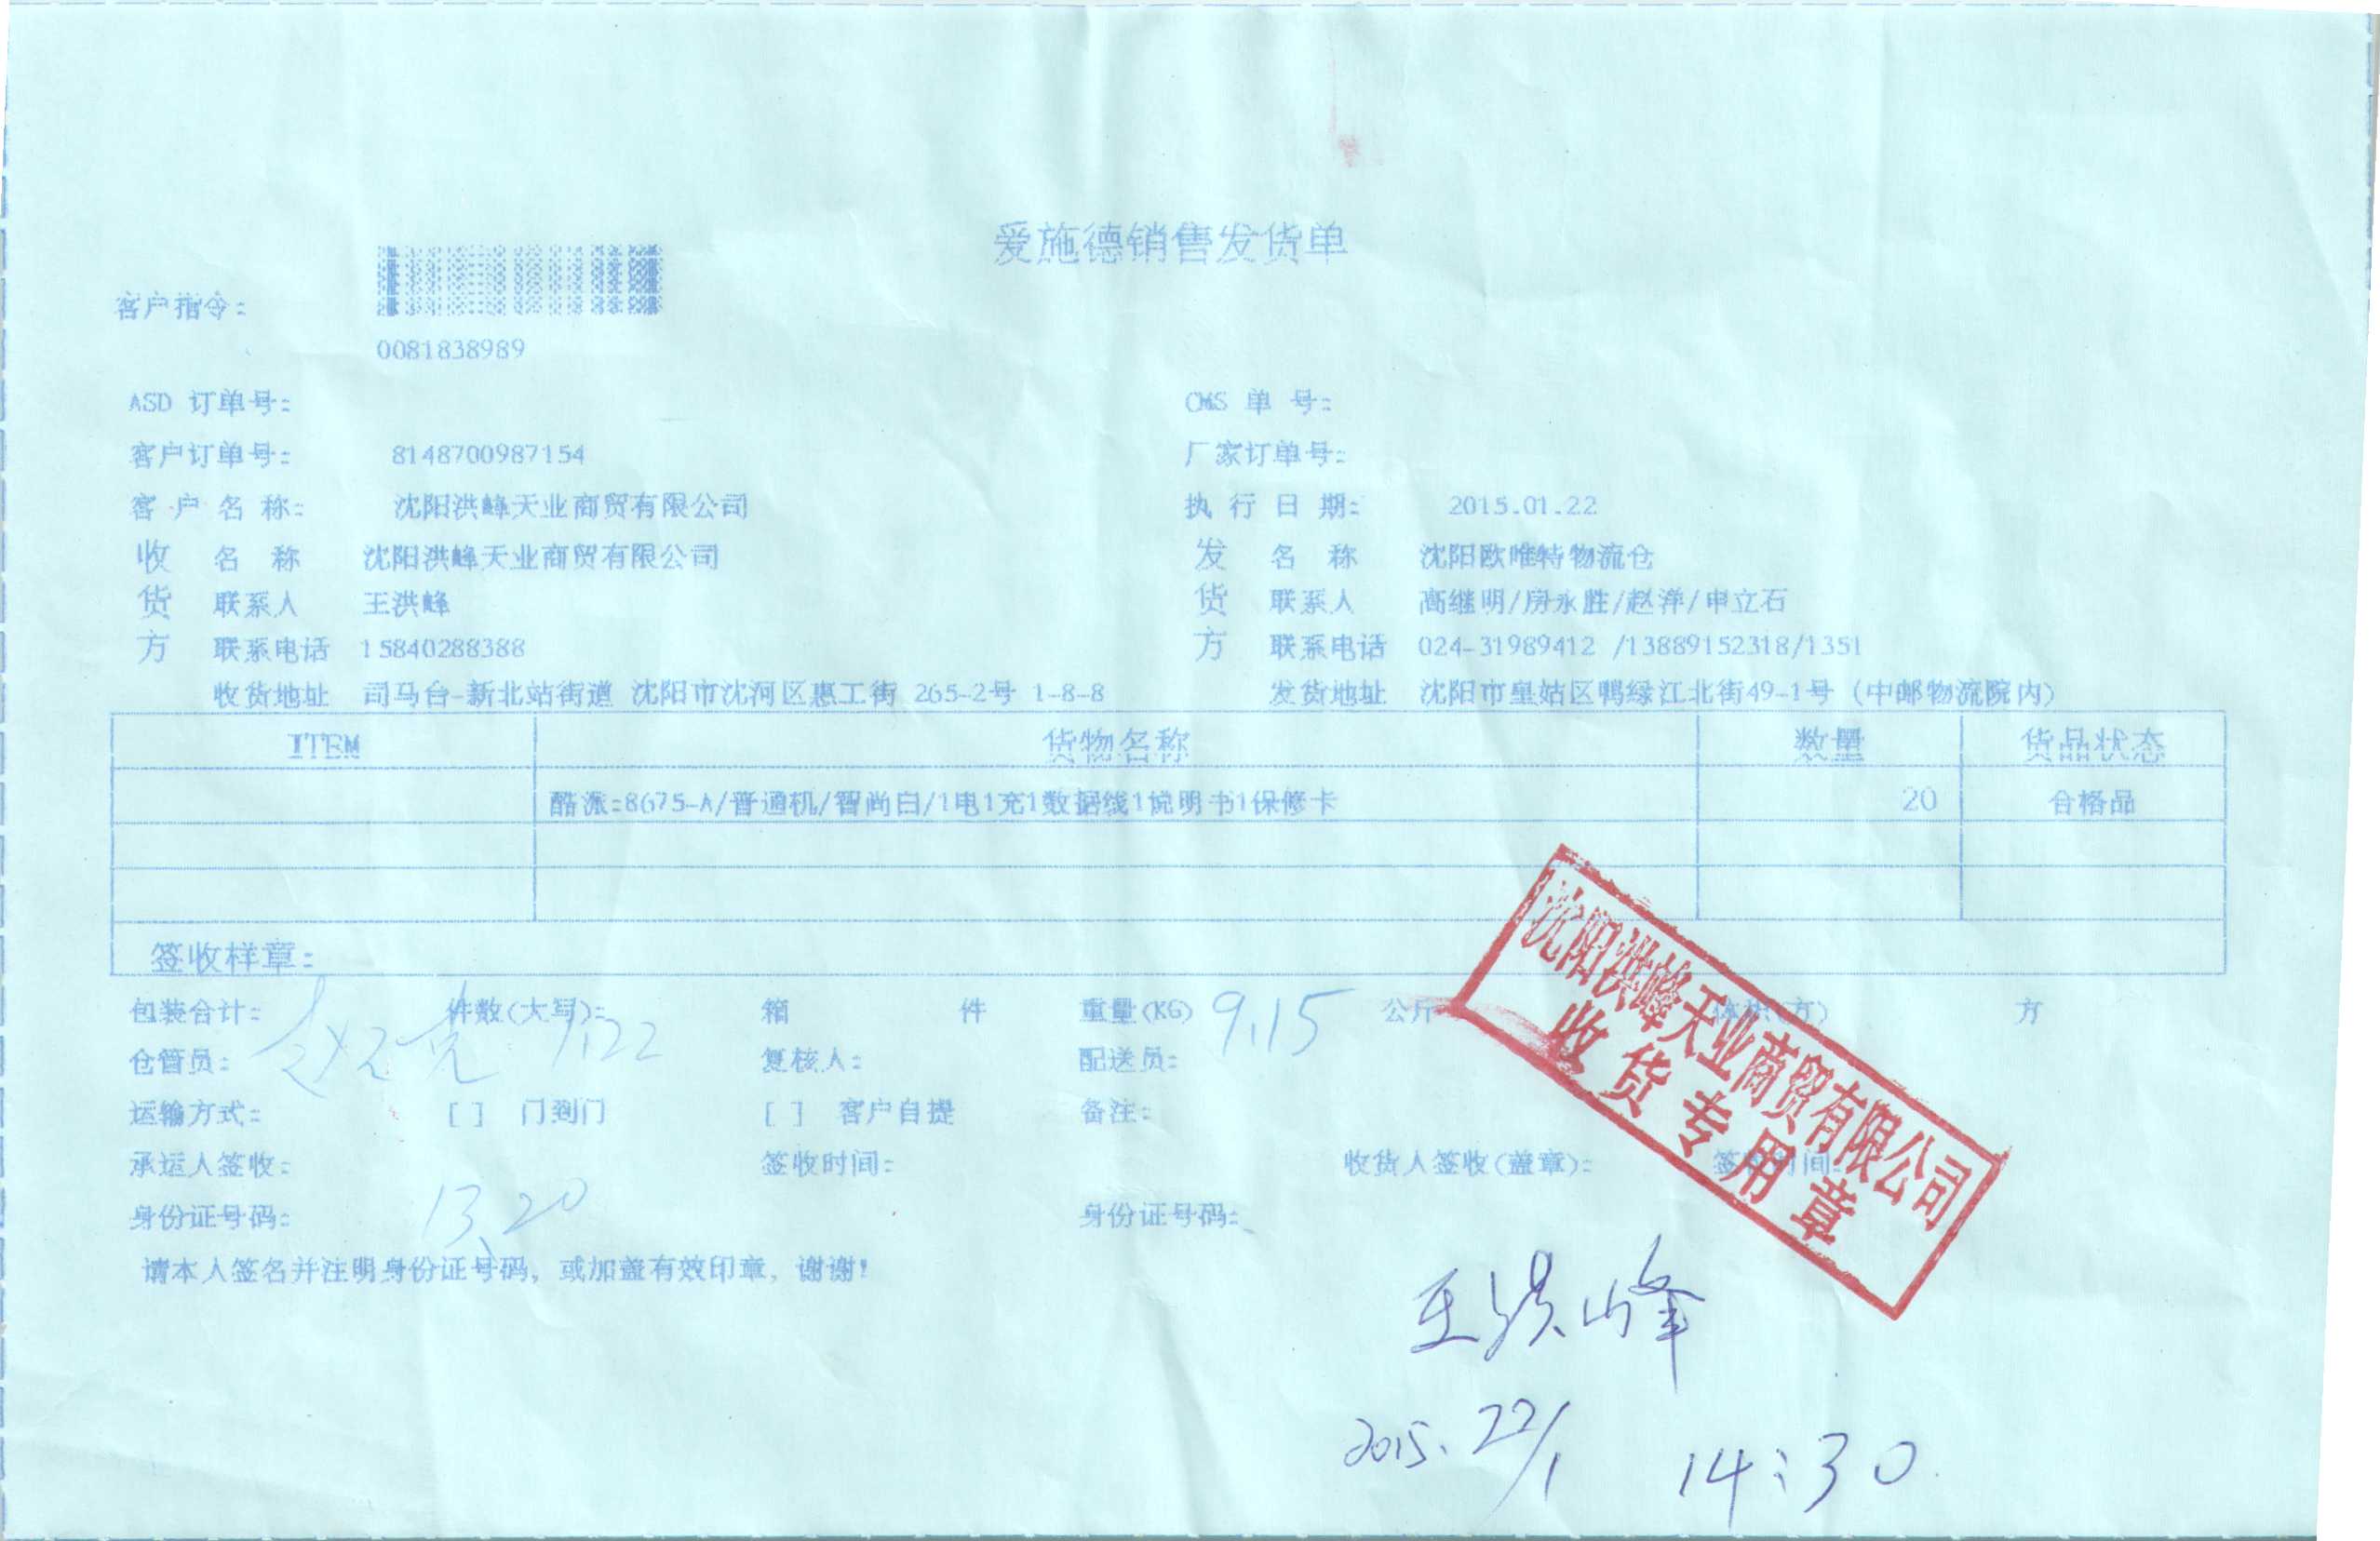 爱施德销售发货单
客户指令:
0081838989
ASD 订单号: CMS 单 号:
客户订单号: 8148700987154 厂家订单号:
客 户 名 称: 沈阳洪峰天业商贸有限公司 执 行 日 期: 2015.01.22
收 名 称 沈阳洪峰天业商贸有限公司 发 名 称 沈阳欧唯特物流仓
货 联系人 王洪峰 货 联系人 高继明/房永胜/赵洋/申立石
方 联系电话 15840288388 方 联系电话 024-31989412 /13889152318/1351
收货地址 司马台-新北站街道 沈阳市沈河区惠工街 265-2号 1-8-8 发货地址 沈阳市皇姑区鸭绿江北街49-1号 (中邮物流院内)
ITEM 货物名称 数量 货品状态
酷派:8675-A/普通机/智尚白/1电1充1数据线1说明书1保修卡 20 合格品
签收样章:
包装合计: 件数(大写): 箱 件 重量(KG) 9.15 公斤 体积(方) 方
1.22
仓管员: 复核人: 配送员:
运输方式: [ ] 门到门 [ ] 客户自提 备注:
承运人签收: 签收时间: 收货人签收(盖章): 签收时间:
身份证号码: 13.20 身份证号码:
请本人签名并注明身份证号码, 或加盖有效印章, 谢谢!
沈阳洪峰天业商贸有限公司
收货专用章
王洪峰
2015.22/1 14:30